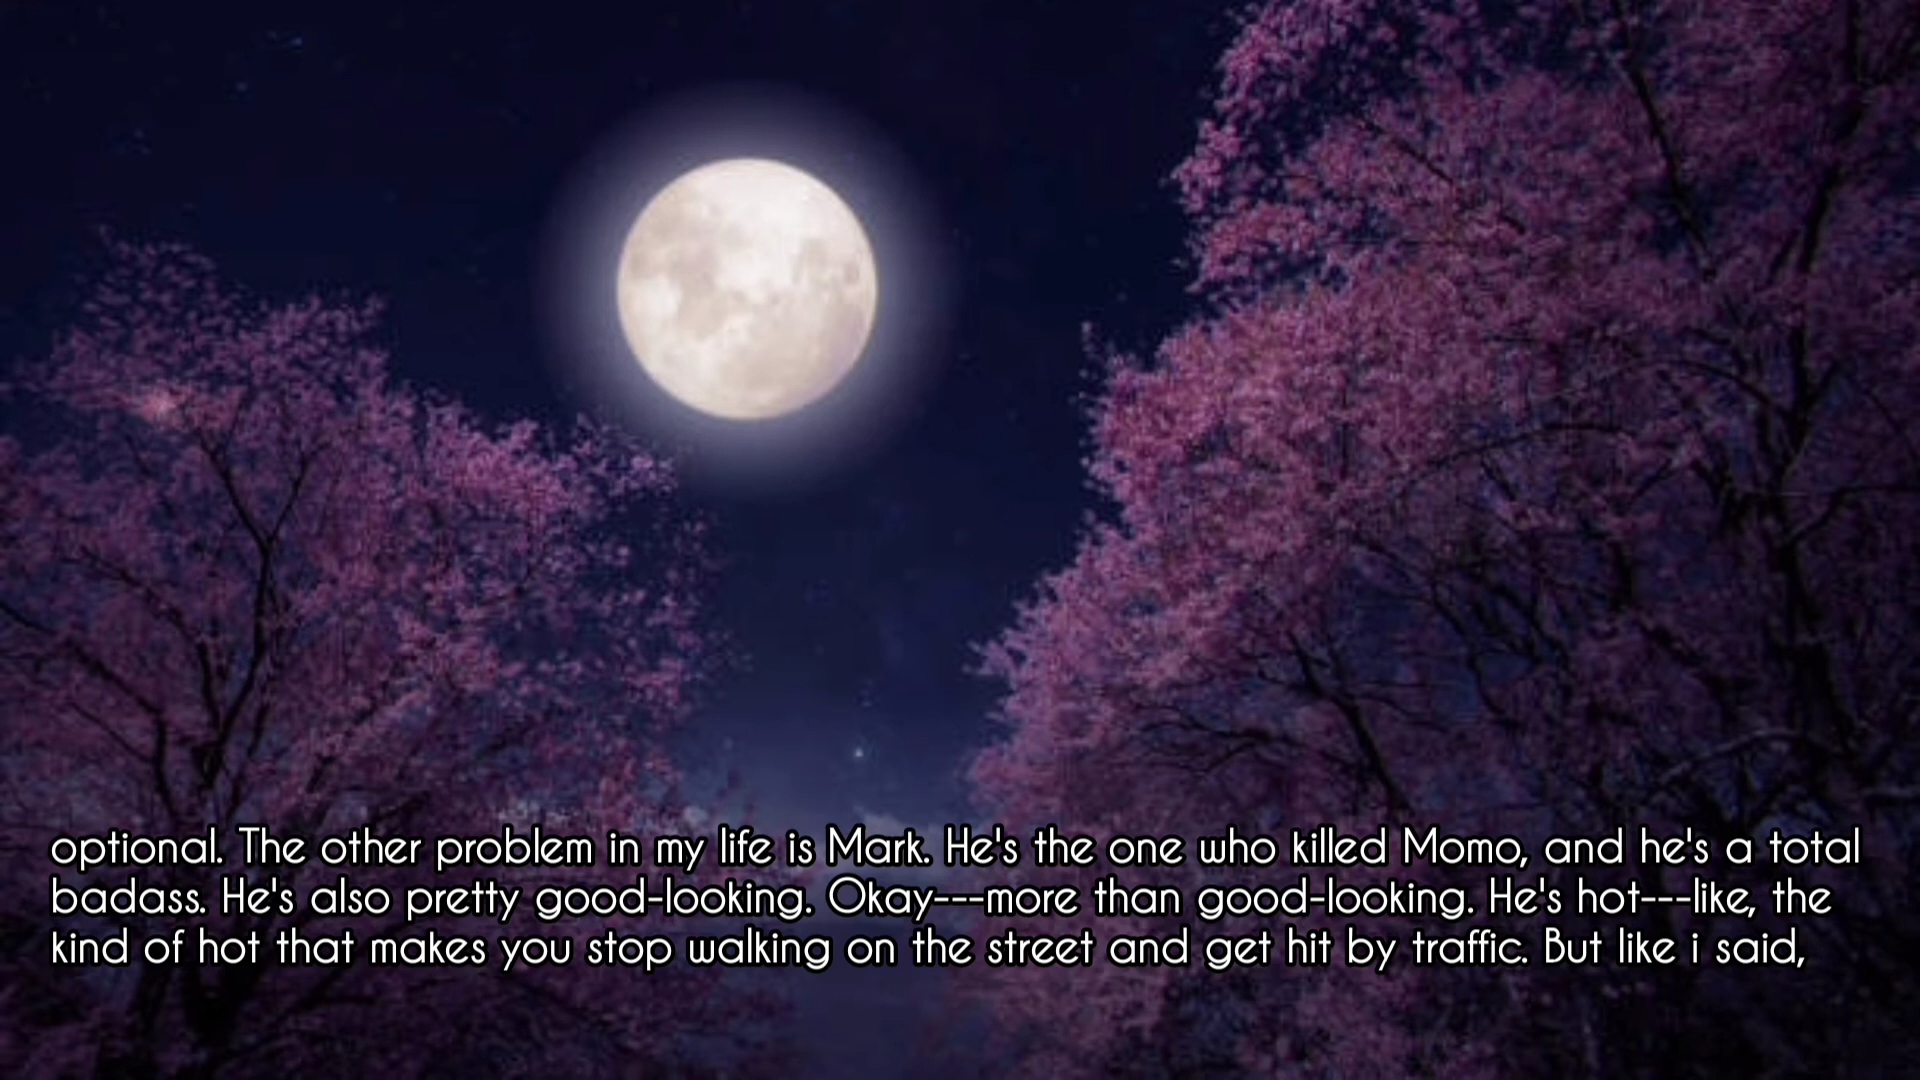 optional. The other problem in my life is Mark. He's the one who killed Momo, and he's a total
badass. He's also pretty good-looking. Okay---more than good-looking. He's hot---like, the
kind of hot that makes you stop walking on the street and get hit by traffic. But like i said,